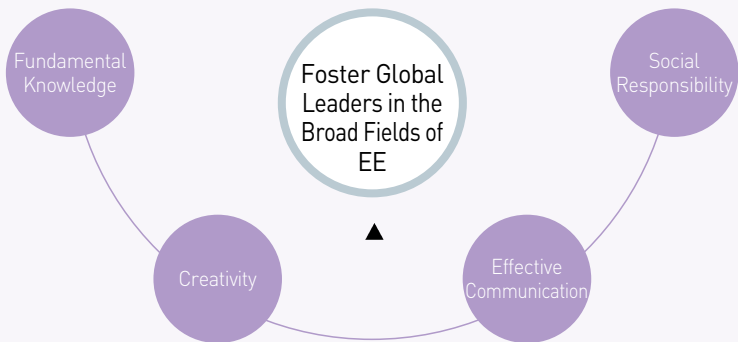 Fundamental
Knowledge
Foster Global
Leaders in the
Broad Fields of
EE
Social
Responsibility
Creativity
Effective
Communication